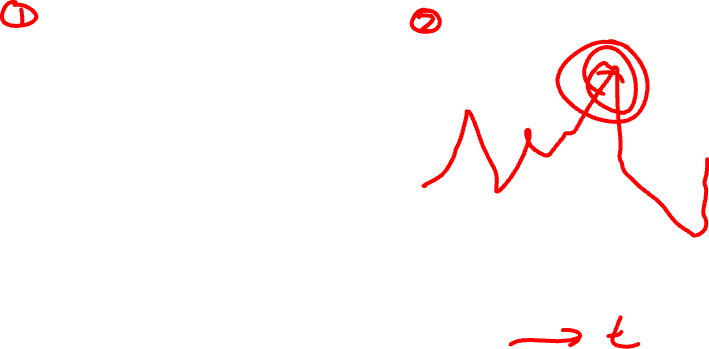 ① ②
→ t